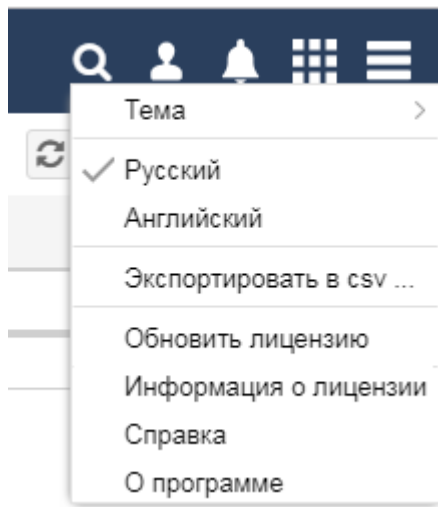 Тема
Русский
Английский
Экспортировать в csv ...
Обновить лицензию
Информация о лицензии
Справка
О программе